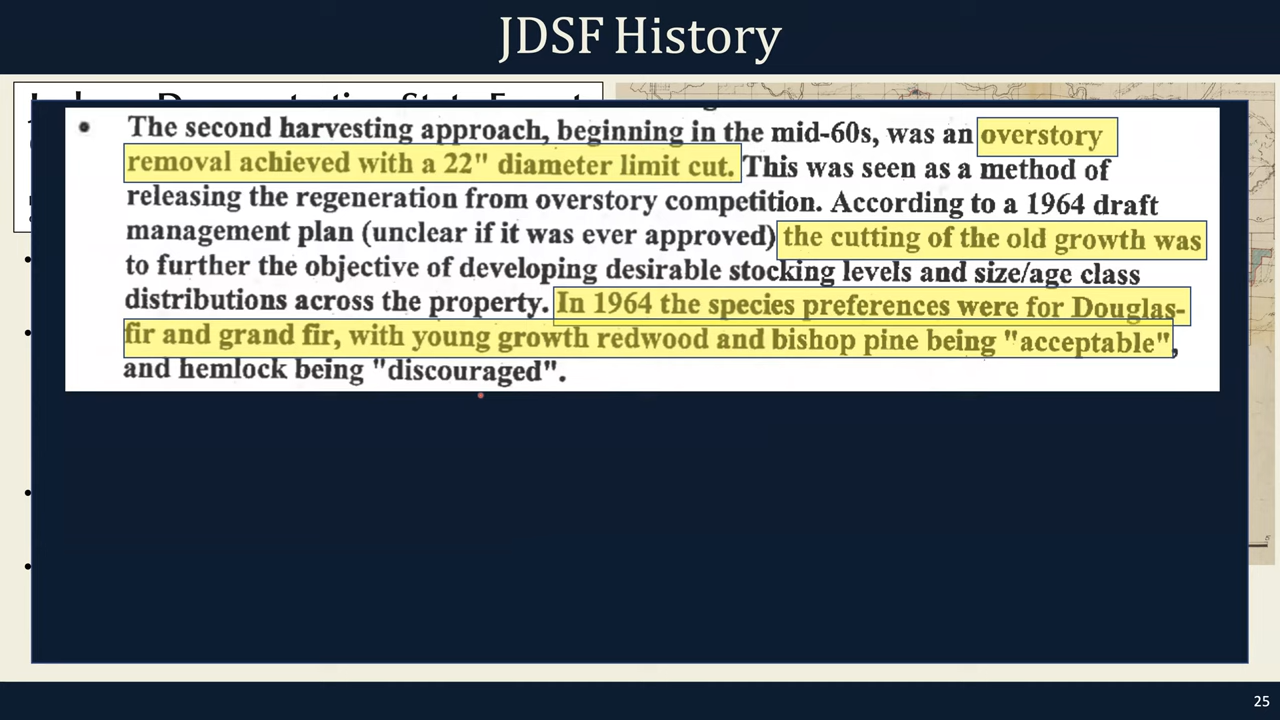 JDSF History
• The second harvesting approach, beginning in the mid-60s, was an overstory
removal achieved with a 22" diameter limit cut. This was seen as a method of
releasing the regeneration from overstory competition. According to a 1964 draft
management plan (unclear if it was ever approved) the cutting of the old growth was
to further the objective of developing desirable stocking levels and size/age class
distributions across the property. In 1964 the species preferences were for Douglas-
fir and grand fir, with young growth redwood and bishop pine being "acceptable",
and hemlock being "discouraged".
25